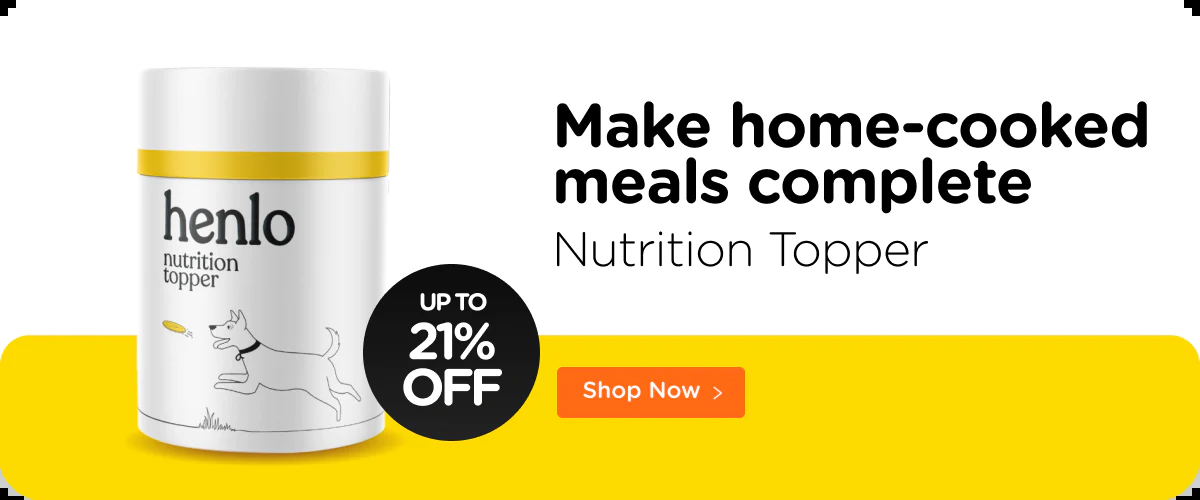 henlo
nutrition
topper
UP TO
21%
OFF
Make home-cooked
meals complete
Nutrition Topper
Shop Now >